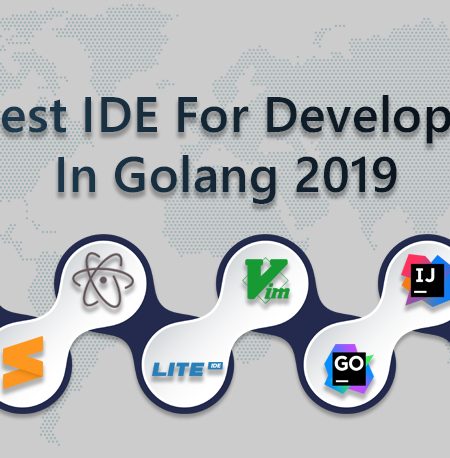 est IDE For Develop
In Golang 2019
Vim
IJ
LITE IDE
GO